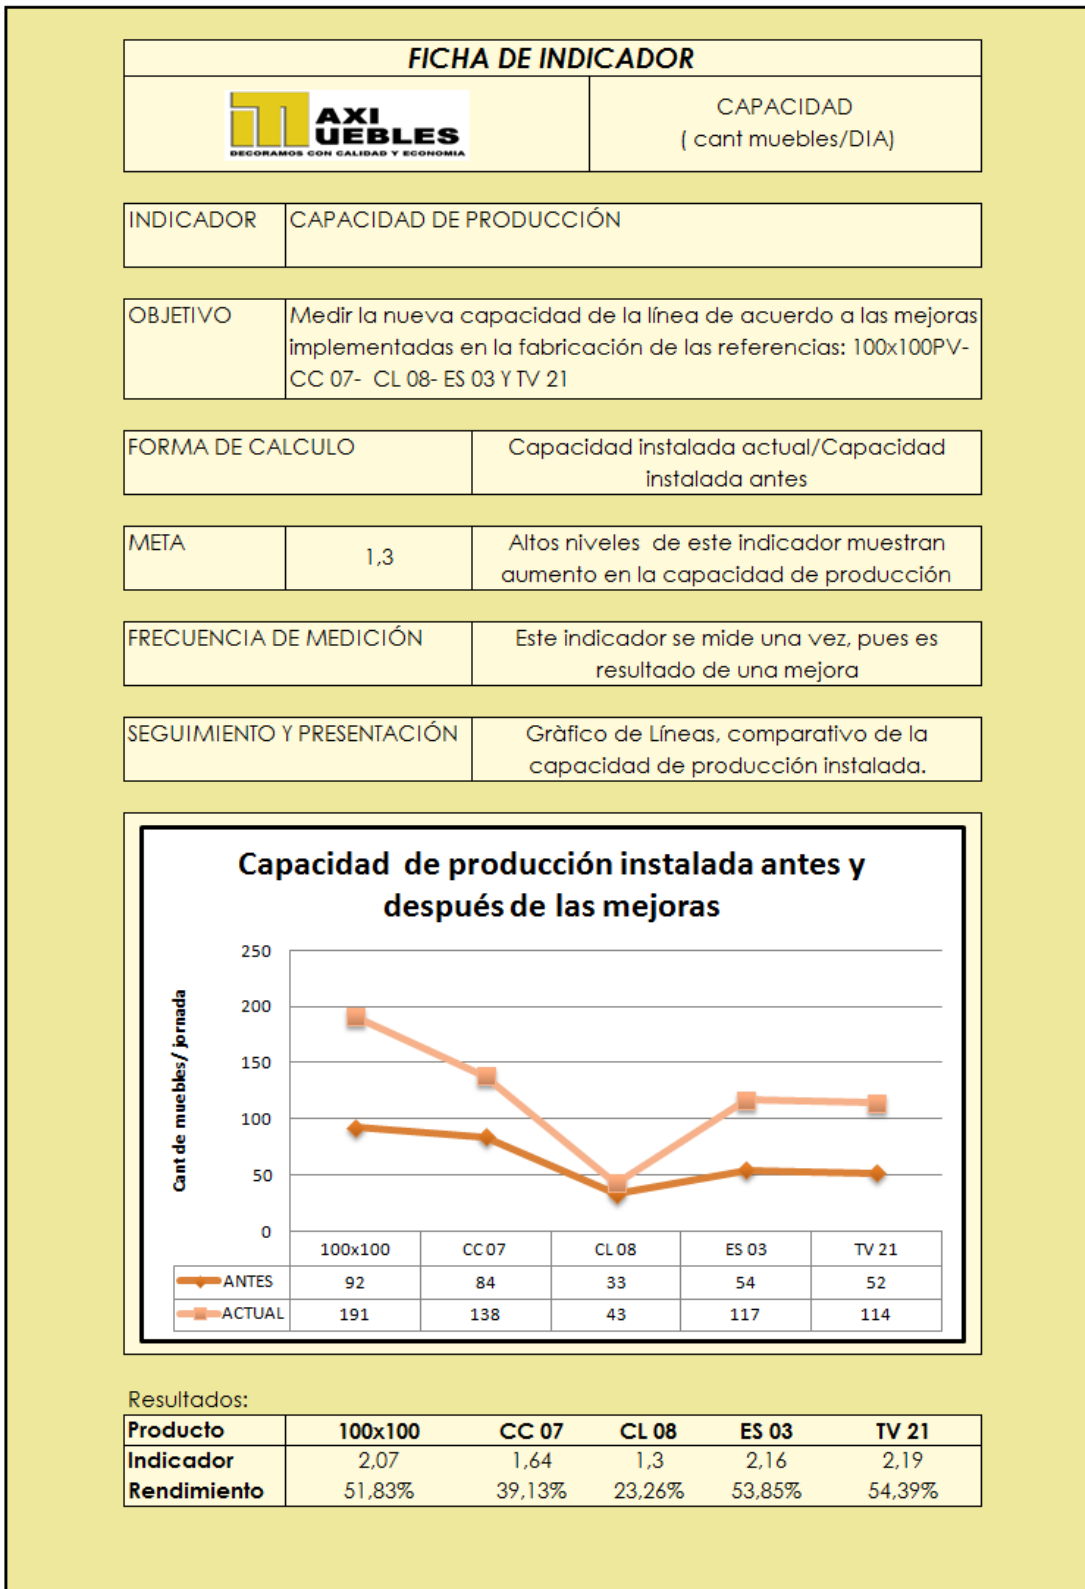 FICHA DE INDICADOR
MAXI
MUEBLES
DECORAMOS CON CALIDAD Y ECONOMIA
CAPACIDAD
( cant muebles/DIA)
INDICADOR CAPACIDAD DE PRODUCCIÓN
OBJETIVO Medir la nueva capacidad de la línea de acuerdo a las mejoras
implementadas en la fabricación de las referencias: 100x100PV-
CC 07- CL 08- ES 03 Y TV 21
FORMA DE CALCULO Capacidad instalada actual/Capacidad
instalada antes
META 1,3 Altos niveles de este indicador muestran
aumento en la capacidad de producción
FRECUENCIA DE MEDICIÓN Este indicador se mide una vez, pues es
resultado de una mejora
SEGUIMIENTO Y PRESENTACIÓN Gràfico de Líneas, comparativo de la
capacidad de producción instalada.
Capacidad de producción instalada antes y
después de las mejoras
Cant de muebles/ jornada
250
200
150
100
50
0
100x100 CC 07 CL 08 ES 03 TV 21
ANTES 92 84 33 54 52
ACTUAL 191 138 43 117 114
Resultados:
Producto 100x100 CC 07 CL 08 ES 03 TV 21
Indicador 2,07 1,64 1,3 2,16 2,19
Rendimiento 51,83% 39,13% 23,26% 53,85% 54,39%